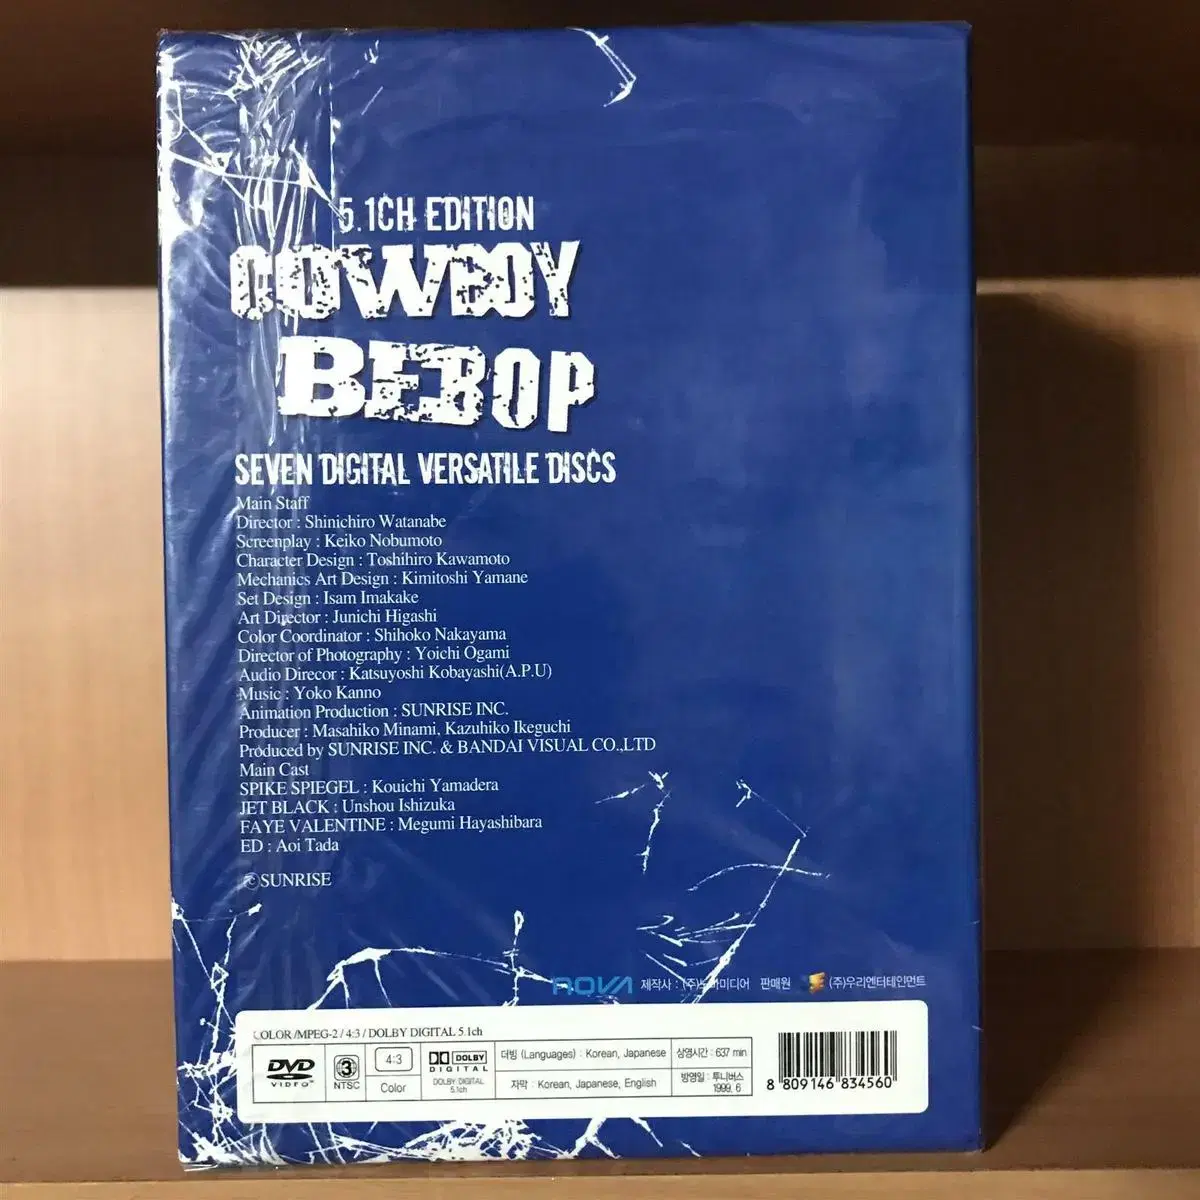 5.1CH EDITION
COWBOY
BEBOP
SEVEN DIGITAL VERSATILE DISCS
Main Staff
Director : Shinichiro Watanabe
Screenplay : Keiko Nobumoto
Character Design : Toshihiro Kawamoto
Mechanics Art Design : Kimitoshi Yamane
Set Design : Isam Imakake
Art Director : Junichi Higashi
Color Coordinator : Shihoko Nakayama
Director of Photography : Yoichi Ogami
Audio Direcor : Katsuyoshi Kobayashi(A.P.U)
Music : Yoko Kanno
Animation Production : SUNRISE INC.
Producer : Masahiko Minami, Kazuhiko Ikeguchi
Produced by SUNRISE INC. & BANDAI VISUAL CO.,LTD
Main Cast
SPIKE SPIEGEL : Kouichi Yamadera
JET BLACK : Unshou Ishizuka
FAYE VALENTINE : Megumi Hayashibara
ED : Aoi Tada
©SUNRISE
NOVA 제작사 : (주)노바미디어 판매원 (주)우리엔터테인먼트
COLOR /MPEG-2 / 4:3 / DOLBY DIGITAL 5.1ch
DVD VIDEO
3 NTSC
4:3
Color
DOLBY DIGITAL
DOLBY DIGITAL 5.1ch
더빙 (Languages) : Korean, Japanese
자막 : Korean, Japanese, English
상영시간 : 637 min
방영일 : 투니버스 1999. 6
8 809146 834560